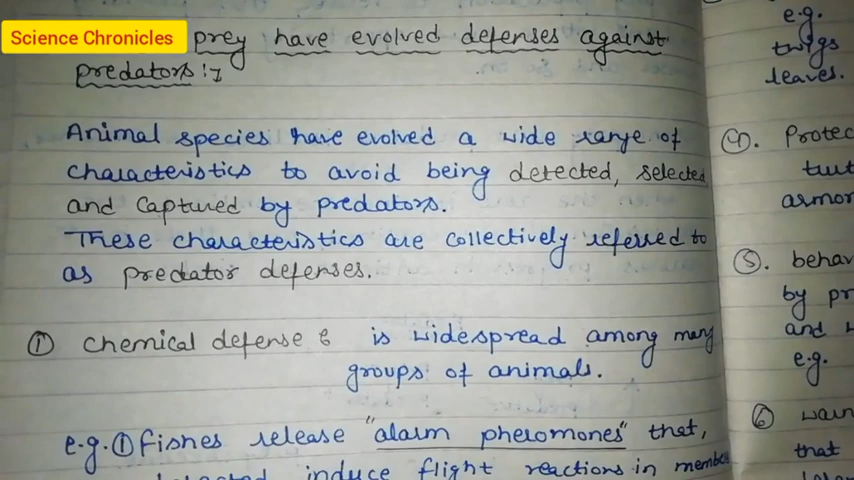 Science Chronicles
prey have evolved defenses against
predators :-
Animal species have evolved a wide range of
characteristics to avoid being detected, selected
and captured by predators.
These characteristics are collectively referred to
as predator defenses.
① chemical defense : is widespread among many
groups of animals.
e.g. ① fishes release "alarm pheromones" that,
induce flight reactions in
e.g.
twigs
leaves.
④. Protec
armor
⑤. behav
by pr
and
e.g.
⑥ warn
that